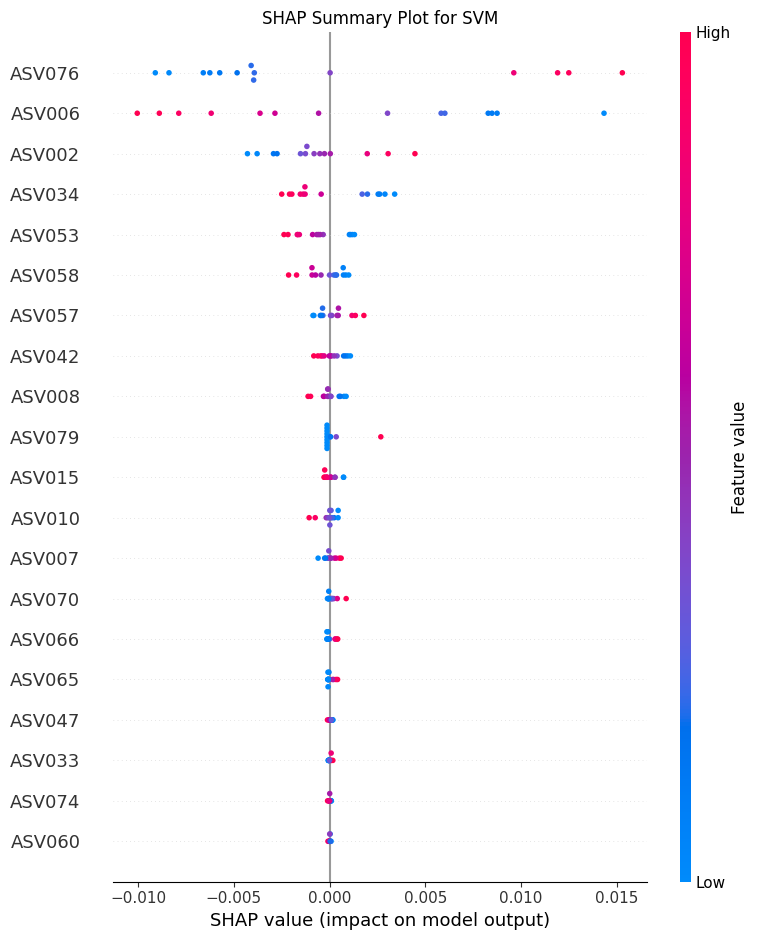 SHAP Summary Plot for SVM
High
ASV076
ASV006
ASV002
ASV034
ASV053
ASV058
ASV057
ASV042
ASV008
ASV079
ASV015
ASV010
ASV007
ASV070
ASV066
ASV065
ASV047
ASV033
ASV074
ASV060
Feature value
Low
−0.010 −0.005 0.000 0.005 0.010 0.015
SHAP value (impact on model output)